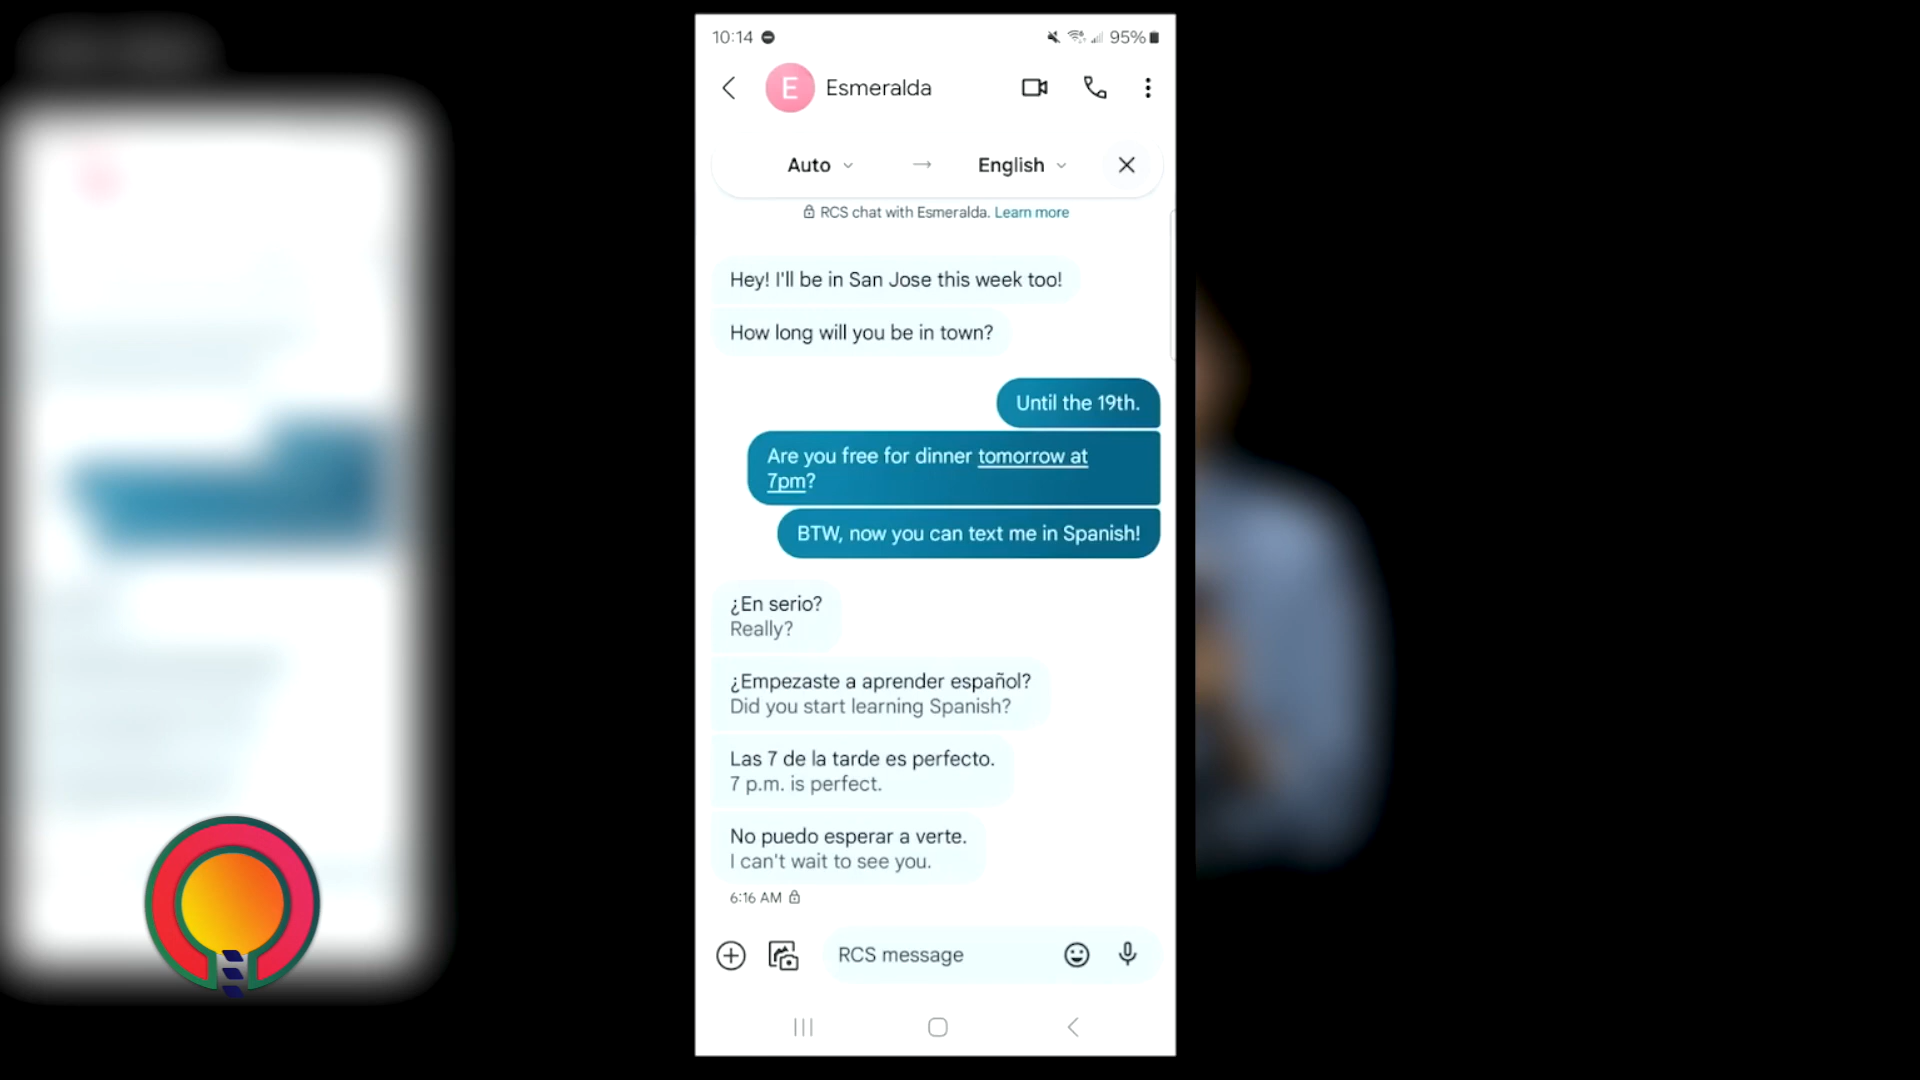 10:14
95%
E
Esmeralda
Auto
English
RCS chat with Esmeralda. Learn more
Hey! I'll be in San Jose this week too!
How long will you be in town?
Until the 19th.
Are you free for dinner tomorrow at
7pm?
BTW, now you can text me in Spanish!
¿En serio?
Really?
¿Empezaste a aprender español?
Did you start learning Spanish?
Las 7 de la tarde es perfecto.
7 p.m. is perfect.
No puedo esperar a verte.
I can't wait to see you.
6:16 AM
RCS message